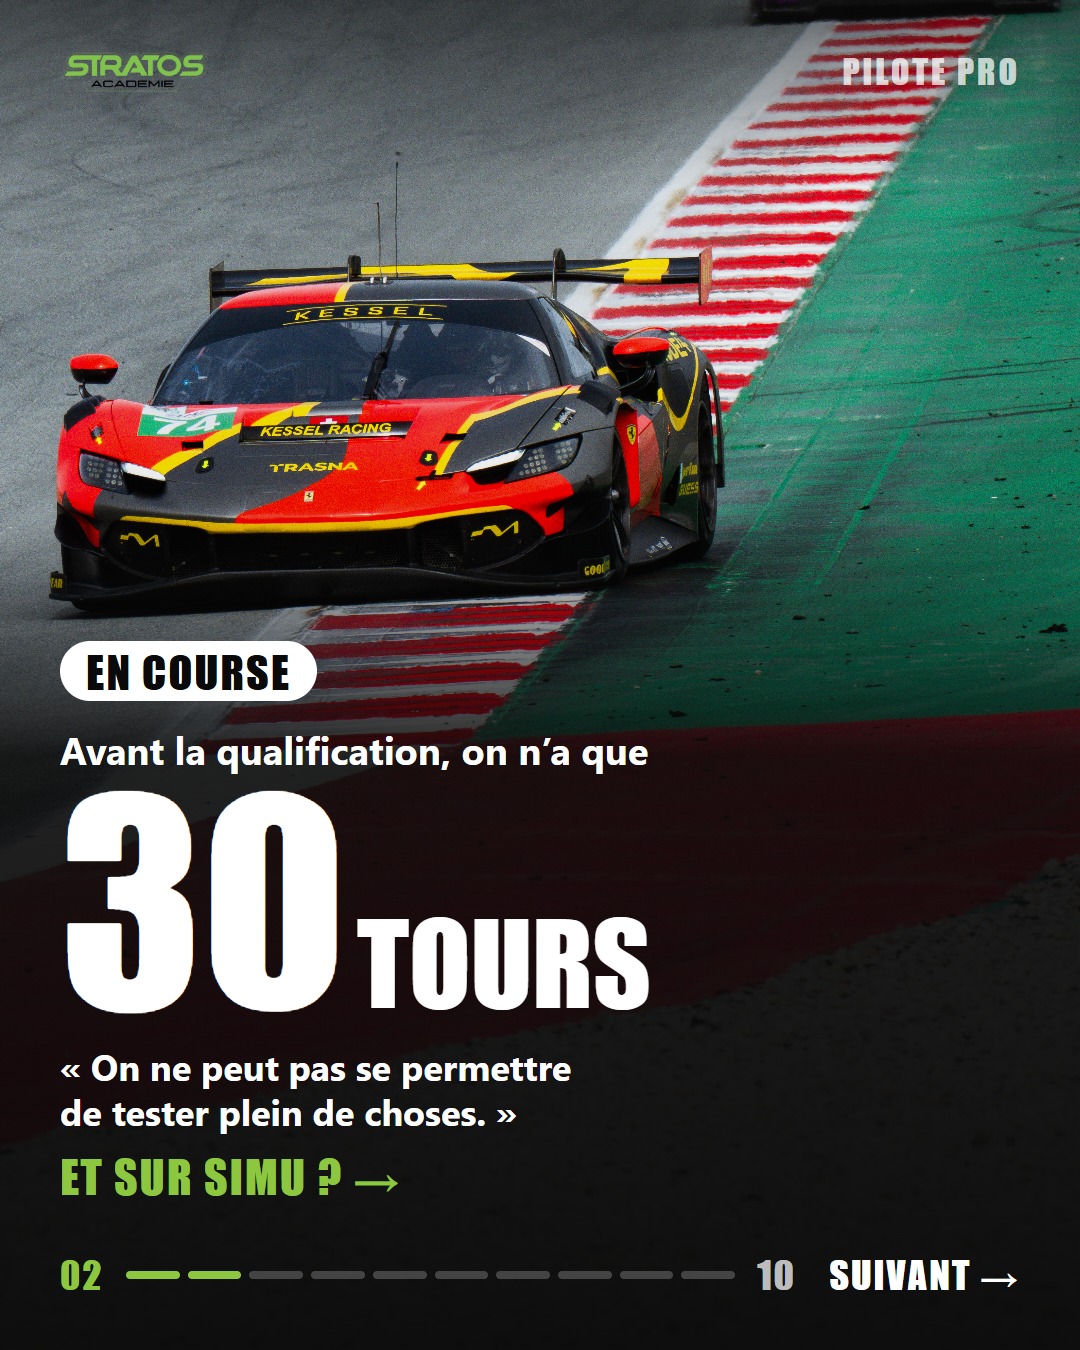 STRATOS
ACADEMIE
PILOTE PRO
KESSEL
74
KESSEL RACING
TRASNA
EN COURSE
Avant la qualification, on n’a que
30 TOURS
« On ne peut pas se permettre
de tester plein de choses. »
ET SUR SIMU ? →
02
10
SUIVANT →